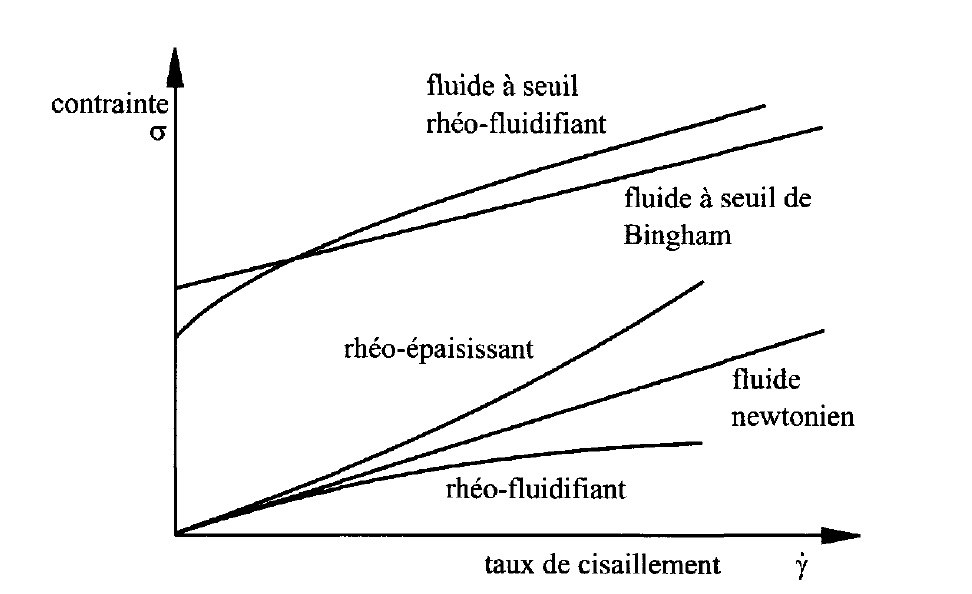 contrainte
σ
fluide à seuil
rhéo-fluidifiant
fluide à seuil de
Bingham
rhéo-épaisissant
fluide
newtonien
rhéo-fluidifiant
taux de cisaillement γ̇